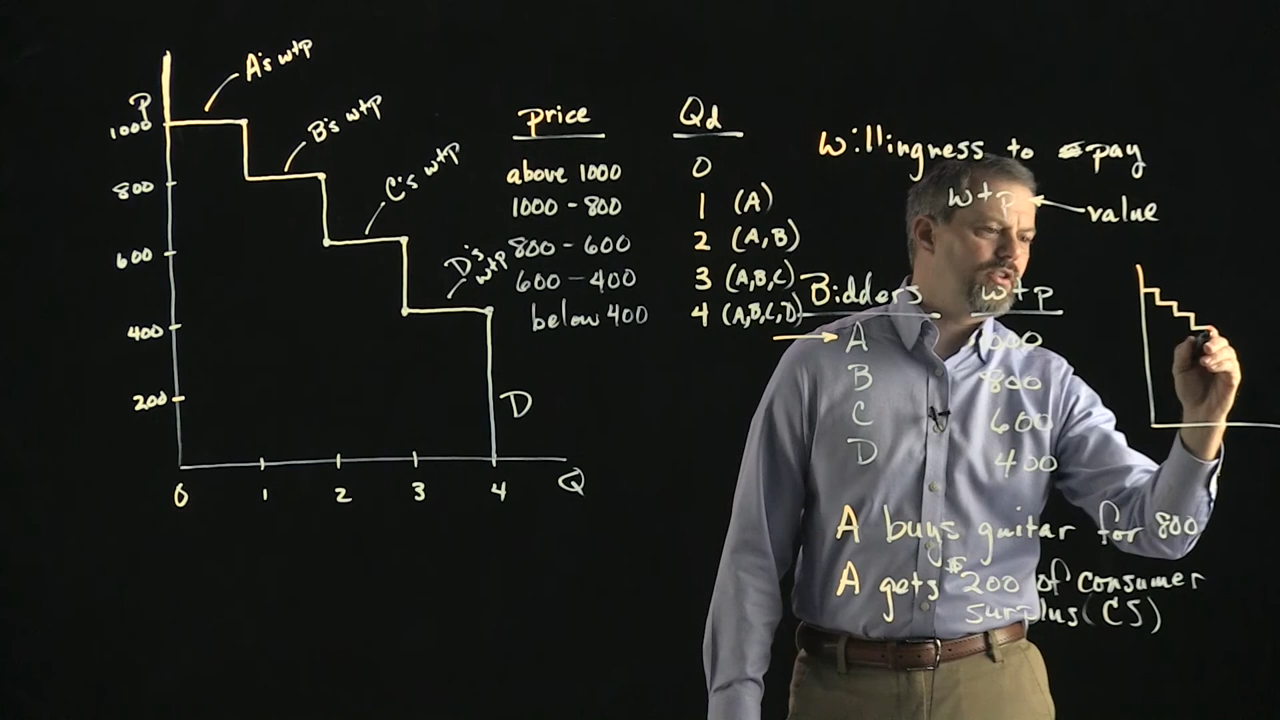 P
1000
800
600
400
200
0 1 2 3 4 Q
A's wtp
B's wtp
C's wtp
D's wtp
D
price Qd
above 1000 0
1000 - 800 1 (A)
800 - 600 2 (A,B)
600 - 400 3 (A,B,C)
below 400 4 (A,B,C,D)
Willingness to pay
wtp value
Bidders wtp
A 1000
B 800
C 600
D 400
A buys guitar for 800
A gets $200 of consumer
surplus (CS)